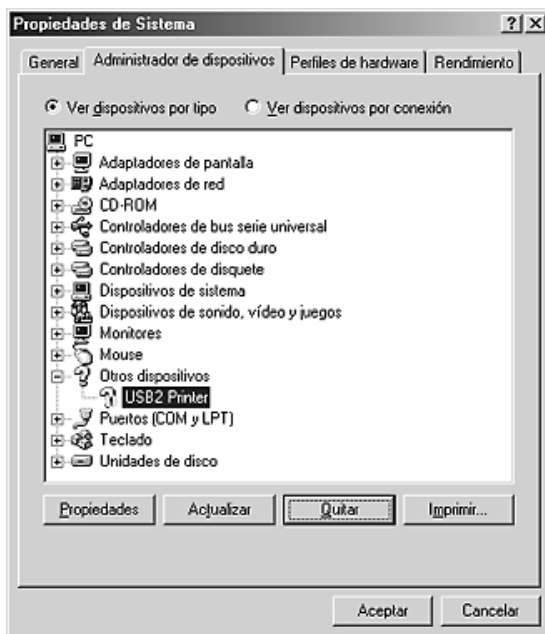 Propiedades de Sistema
General Administrador de dispositivos Perfiles de hardware Rendimiento
Ver dispositivos por tipo Ver dispositivos por conexión
PC
Adaptadores de pantalla
Adaptadores de red
CD-ROM
Controladores de bus serie universal
Controladores de disco duro
Controladores de disquete
Dispositivos de sistema
Dispositivos de sonido, vídeo y juegos
Monitores
Mouse
Otros dispositivos
USB2 Printer
Puertos (COM y LPT)
Teclado
Unidades de disco
Propiedades Actualizar Quitar Imprimir...
Aceptar Cancelar